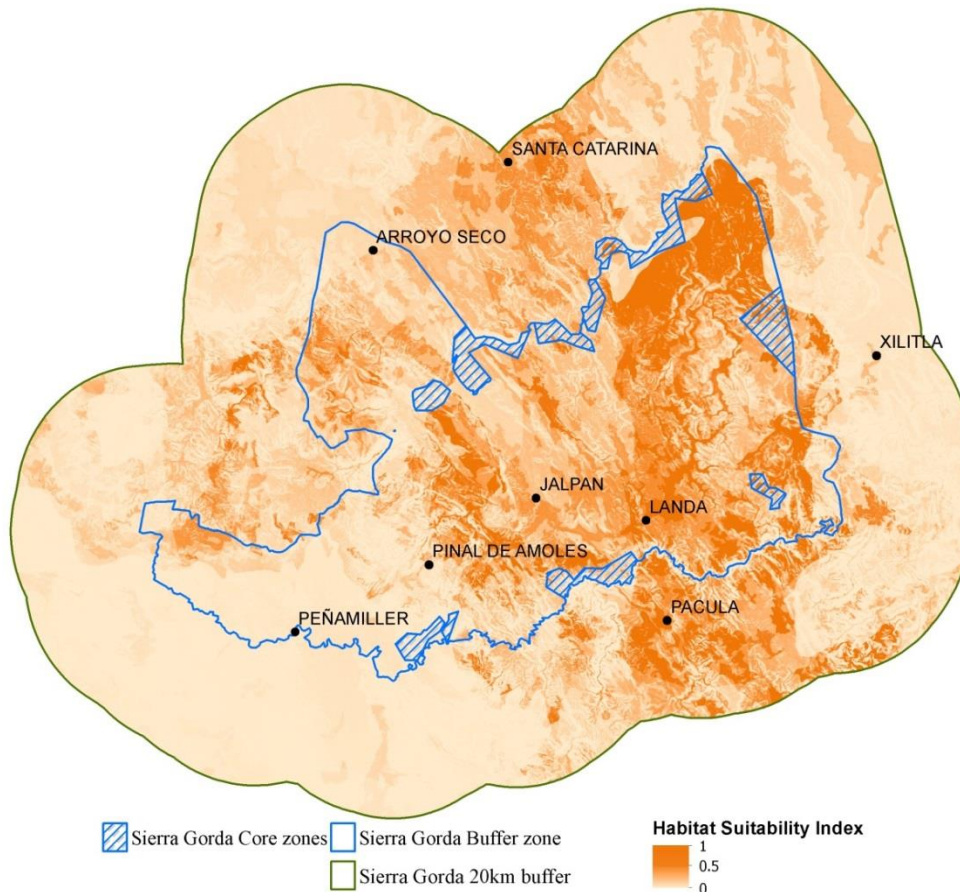 SANTA CATARINA
ARROYO SECO
XILITLA
JALPAN
LANDA
PINAL DE AMOLES
PACULA
PEÑAMILLER
Sierra Gorda Core zones
Sierra Gorda Buffer zone
Sierra Gorda 20km buffer
Habitat Suitability Index
1
0.5
0